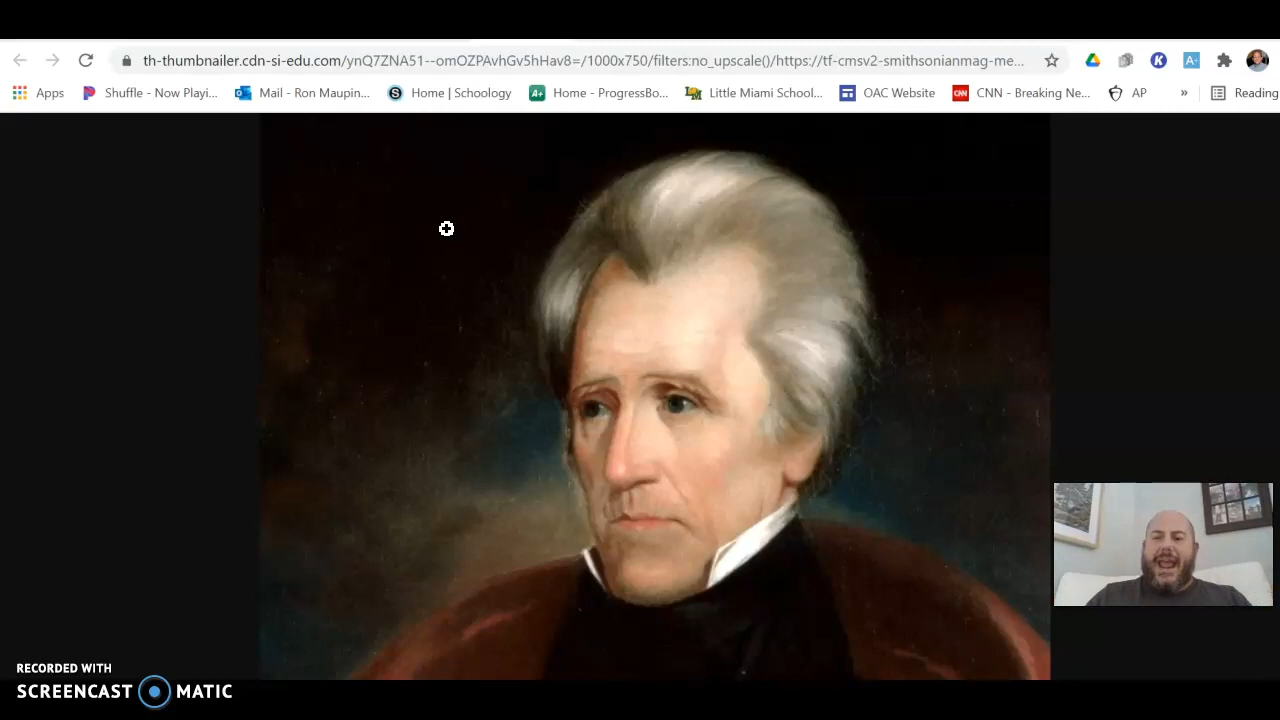 th-thumbnailer.cdn-si-edu.com/ynQ7ZNA51--omOZPAvhGv5hHav8=/1000x750/filters:no_upscale()/https://tf-cmsv2-smithsonianmag-me...
Apps Shuffle - Now Playi... Mail - Ron Maupin... Home | Schoology Home - ProgressBo... Little Miami School... OAC Website CNN - Breaking Ne... AP » Reading
RECORDED WITH
SCREENCAST MATIC